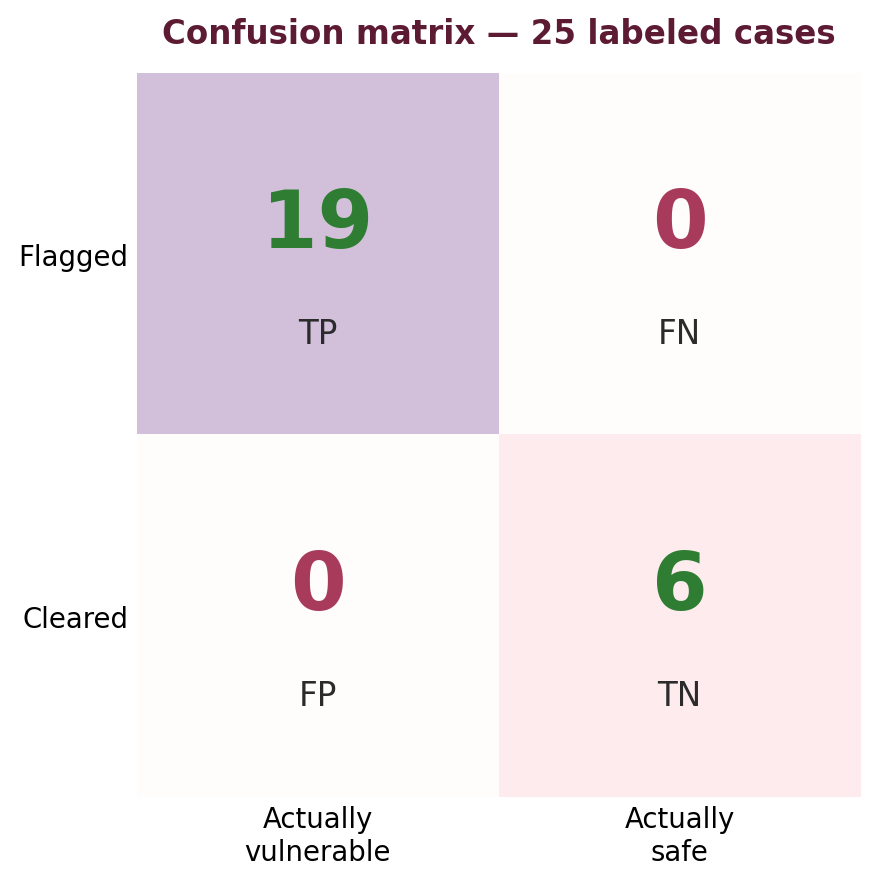 Confusion matrix — 25 labeled cases
19
0
Flagged
TP
FN
0
6
Cleared
FP
TN
Actually
vulnerable
Actually
safe